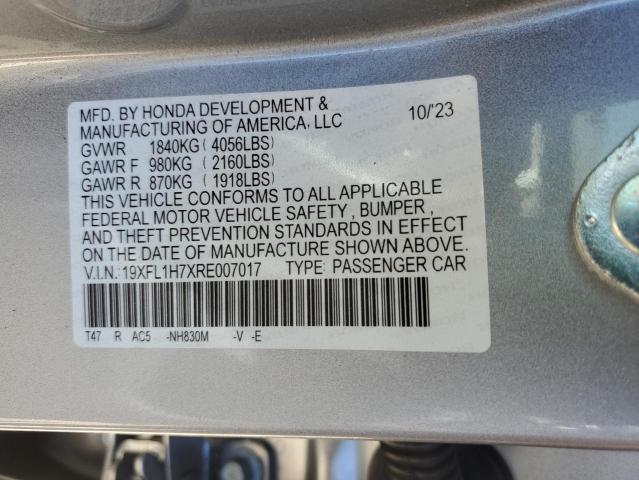 MFD. BY HONDA DEVELOPMENT & 10/'23
MANUFACTURING OF AMERICA, LLC
GVWR 1840KG (4056LBS)
GAWR F 980KG (2160LBS)
GAWR R 870KG (1918LBS)
THIS VEHICLE CONFORMS TO ALL APPLICABLE
FEDERAL MOTOR VEHICLE SAFETY, BUMPER,
AND THEFT PREVENTION STANDARDS IN EFFECT
ON THE DATE OF MANUFACTURE SHOWN ABOVE.
V.I.N.:19XFL1H7XRE007017 TYPE: PASSENGER CAR
T47 R AC5 -NH830M -V -E